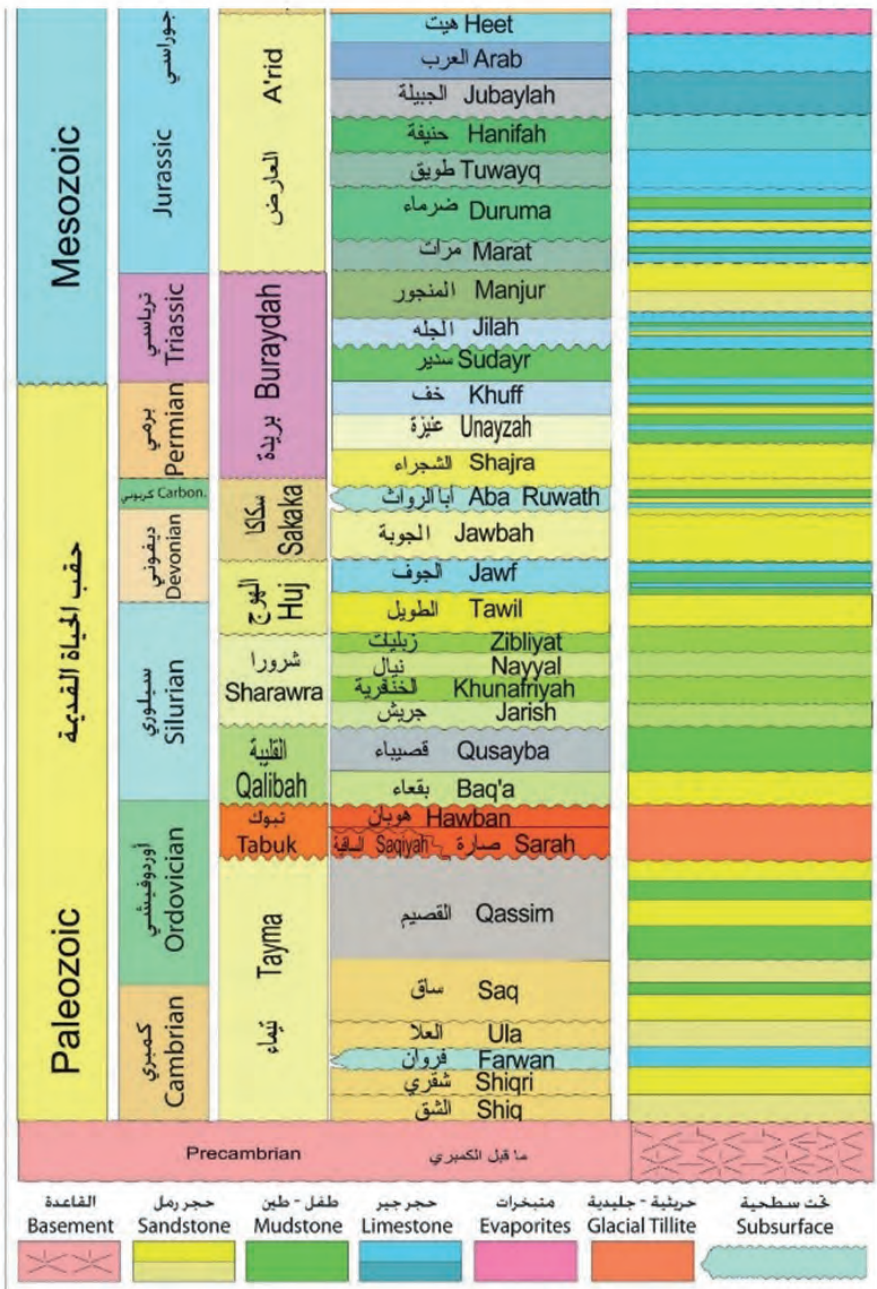 Mesozoic
جوراسي
Jurassic
ترياسي
Triassic
A'rid
العارض
Buraydah
بريدة
هيت Heet
العرب Arab
الجبيلة Jubaylah
حنيفة Hanifah
طويق Tuwayq
ضرماء Duruma
مرات Marat
المنجور Manjur
الجله Jilah
سدير Sudayr
حقب الحياة القديمة
Paleozoic
برمي
Permian
كربوني Carbon.
ديفوني
Devonian
سيلوري
Silurian
أوردوفيشي
Ordovician
كمبري
Cambrian
سكاكا
Sakaka
الهوج
Huj
شرورا
Sharawra
القليبة
Qalibah
تبوك
Tabuk
Tayma
تيماء
خف Khuff
عنيزة Unayzah
الشجراء Shajra
أبا الرواث Aba Ruwath
الجوبة Jawbah
الجوف Jawf
الطويل Tawil
زبليات Zibliyat
نيال Nayyal
الخنفرية Khunafriyah
جريش Jarish
قصيباء Qusayba
بقعاء Baq'a
هوبان Hawban
الساقية Saqiyah صارة Sarah
القصيم Qassim
ساق Saq
العلا Ula
فروان Farwan
شقري Shiqri
الشق Shiq
Precambrian ما قبل الكمبري
القاعدة
Basement
حجر رمل
Sandstone
طفل - طين
Mudstone
حجر جير
Limestone
متبخرات
Evaporites
حريثية - جليدية
Glacial Tillite
تحت سطحية
Subsurface